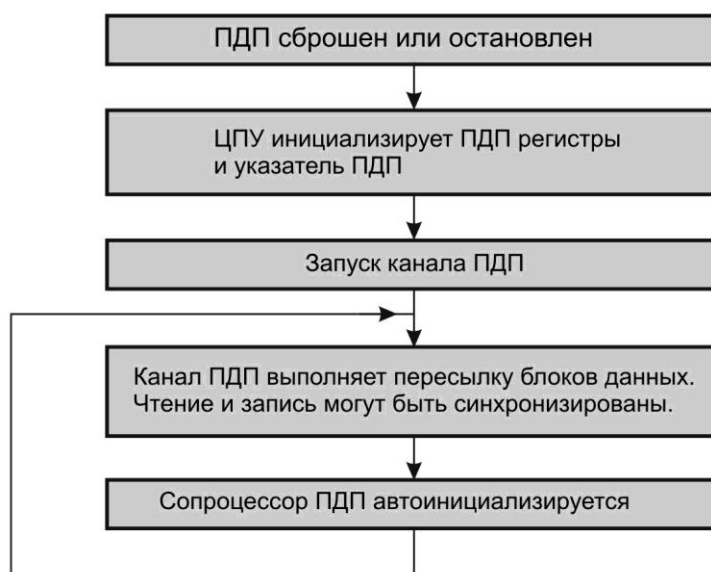 ПДП сброшен или остановлен
ЦПУ инициализирует ПДП регистры
и указатель ПДП
Запуск канала ПДП
Канал ПДП выполняет пересылку блоков данных.
Чтение и запись могут быть синхронизированы.
Сопроцессор ПДП автоинициализируется